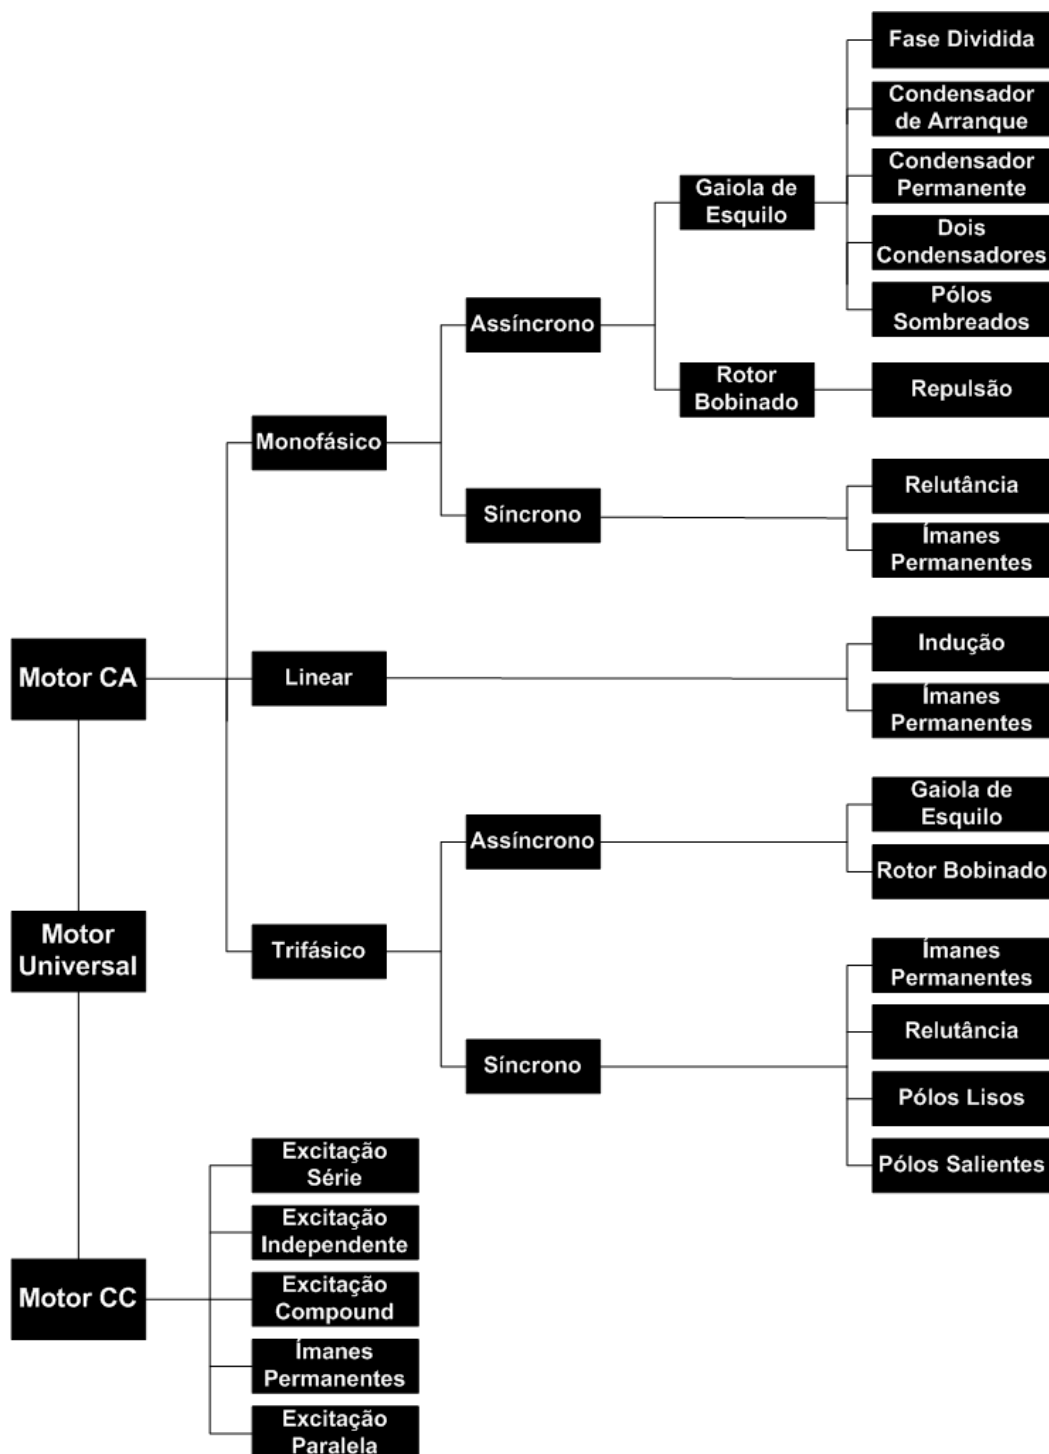 Fase Dividida
Condensador
de Arranque
Condensador
Permanente
Gaiola de
Esquilo
Dois
Condensadores
Pólos
Sombreados
Assíncrono
Rotor
Bobinado
Repulsão
Monofásico
Síncrono
Relutância
Ímanes
Permanentes
Motor CA
Linear
Indução
Ímanes
Permanentes
Gaiola de
Esquilo
Assíncrono
Rotor Bobinado
Motor
Universal
Trifásico
Ímanes
Permanentes
Relutância
Síncrono
Pólos Lisos
Pólos Salientes
Excitação
Série
Excitação
Independente
Motor CC
Excitação
Compound
Ímanes
Permanentes
Excitação
Paralela